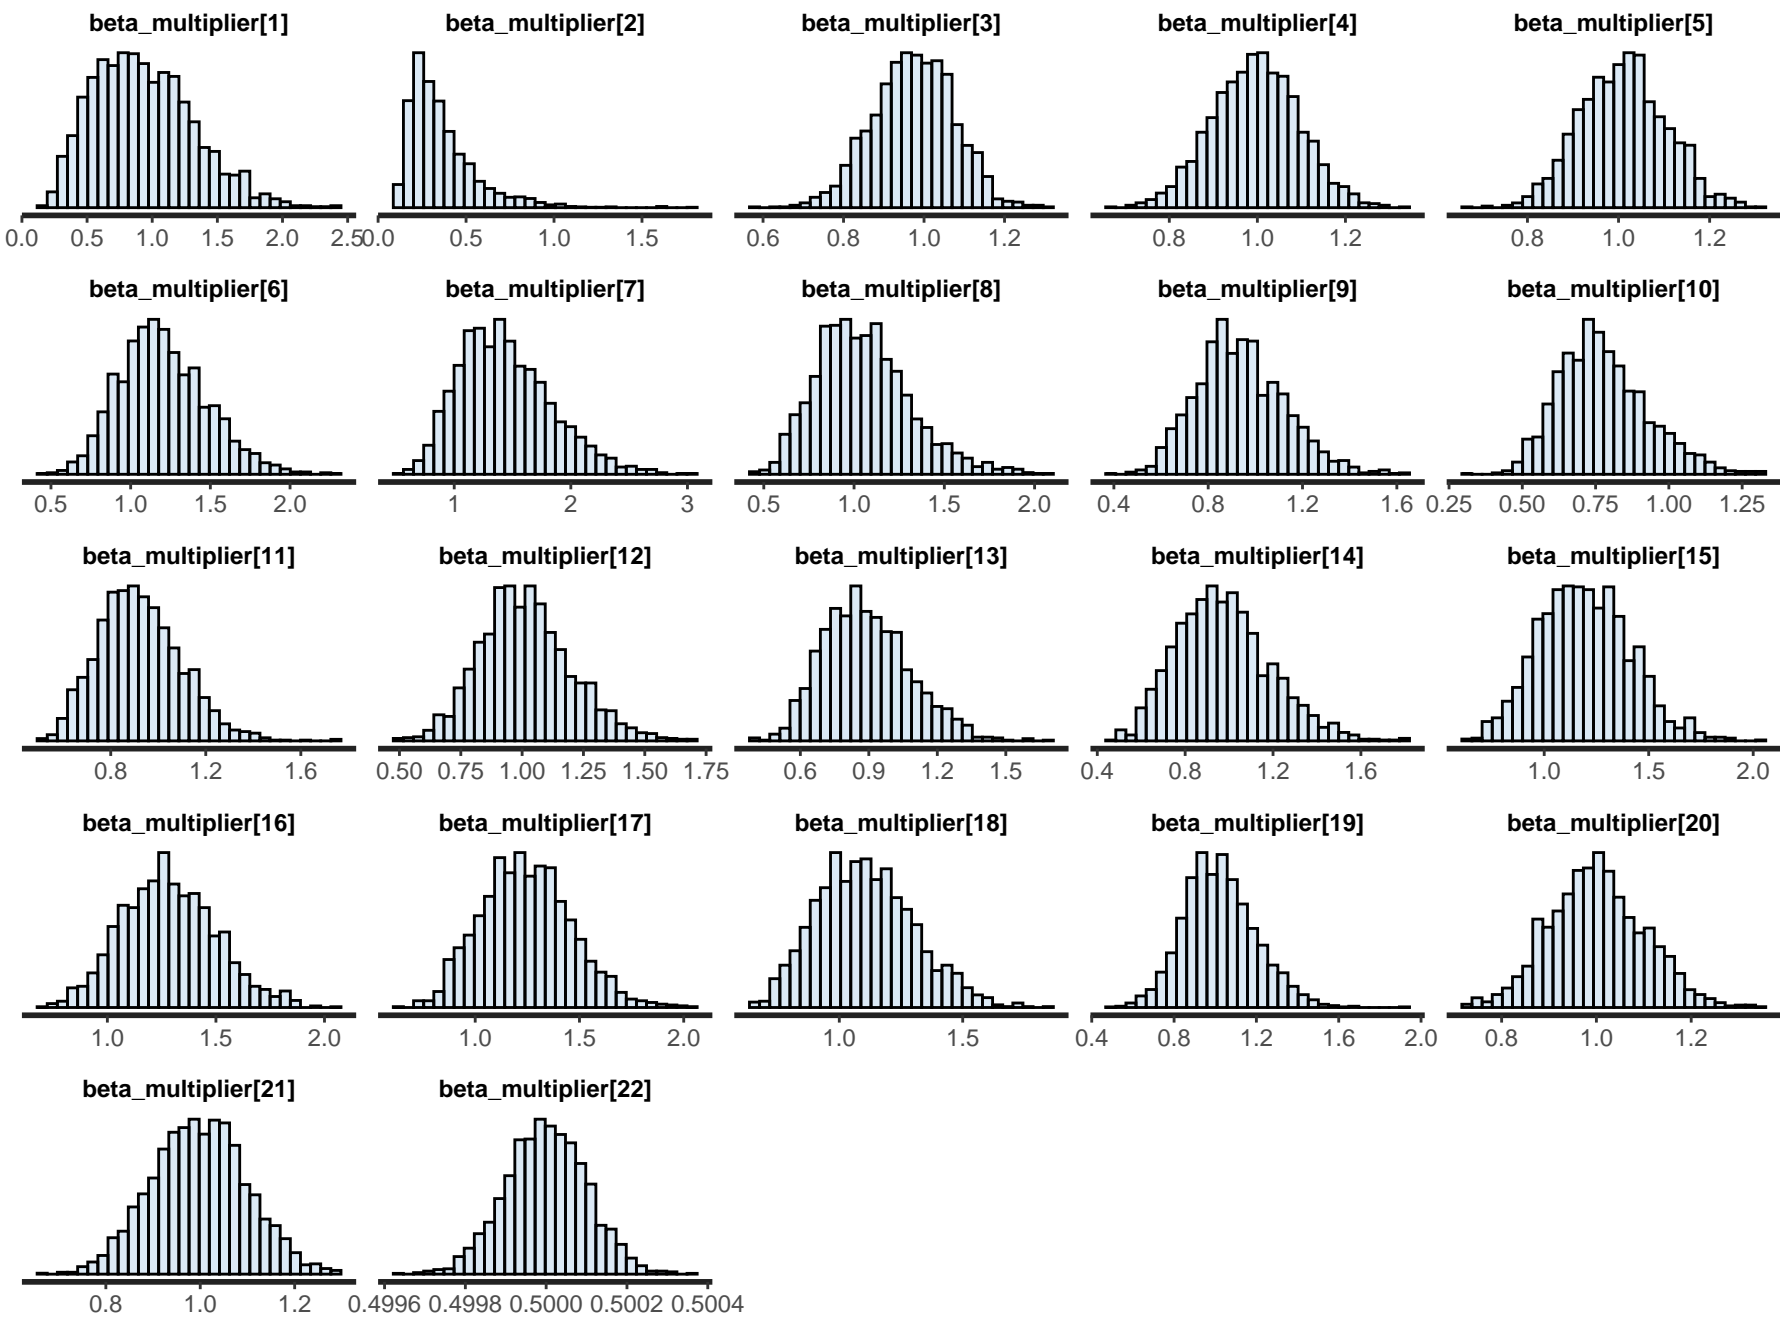 beta_multiplier[1] beta_multiplier[2] beta_multiplier[3] beta_multiplier[4] beta_multiplier[5]
0.0 0.5 1.0 1.5 2.0 2.5 0.0 0.5 1.0 1.5 0.6 0.8 1.0 1.2 0.8 1.0 1.2 0.8 1.0 1.2
beta_multiplier[6] beta_multiplier[7] beta_multiplier[8] beta_multiplier[9] beta_multiplier[10]
0.5 1.0 1.5 2.0 1 2 3 0.5 1.0 1.5 2.0 0.4 0.8 1.2 1.6 0.25 0.50 0.75 1.00 1.25
beta_multiplier[11] beta_multiplier[12] beta_multiplier[13] beta_multiplier[14] beta_multiplier[15]
0.8 1.2 1.6 0.50 0.75 1.00 1.25 1.50 1.75 0.6 0.9 1.2 1.5 0.4 0.8 1.2 1.6 1.0 1.5 2.0
beta_multiplier[16] beta_multiplier[17] beta_multiplier[18] beta_multiplier[19] beta_multiplier[20]
1.0 1.5 2.0 1.0 1.5 2.0 1.0 1.5 0.4 0.8 1.2 1.6 2.0 0.8 1.0 1.2
beta_multiplier[21] beta_multiplier[22]
0.8 1.0 1.2 0.4996 0.4998 0.5000 0.5002 0.5004